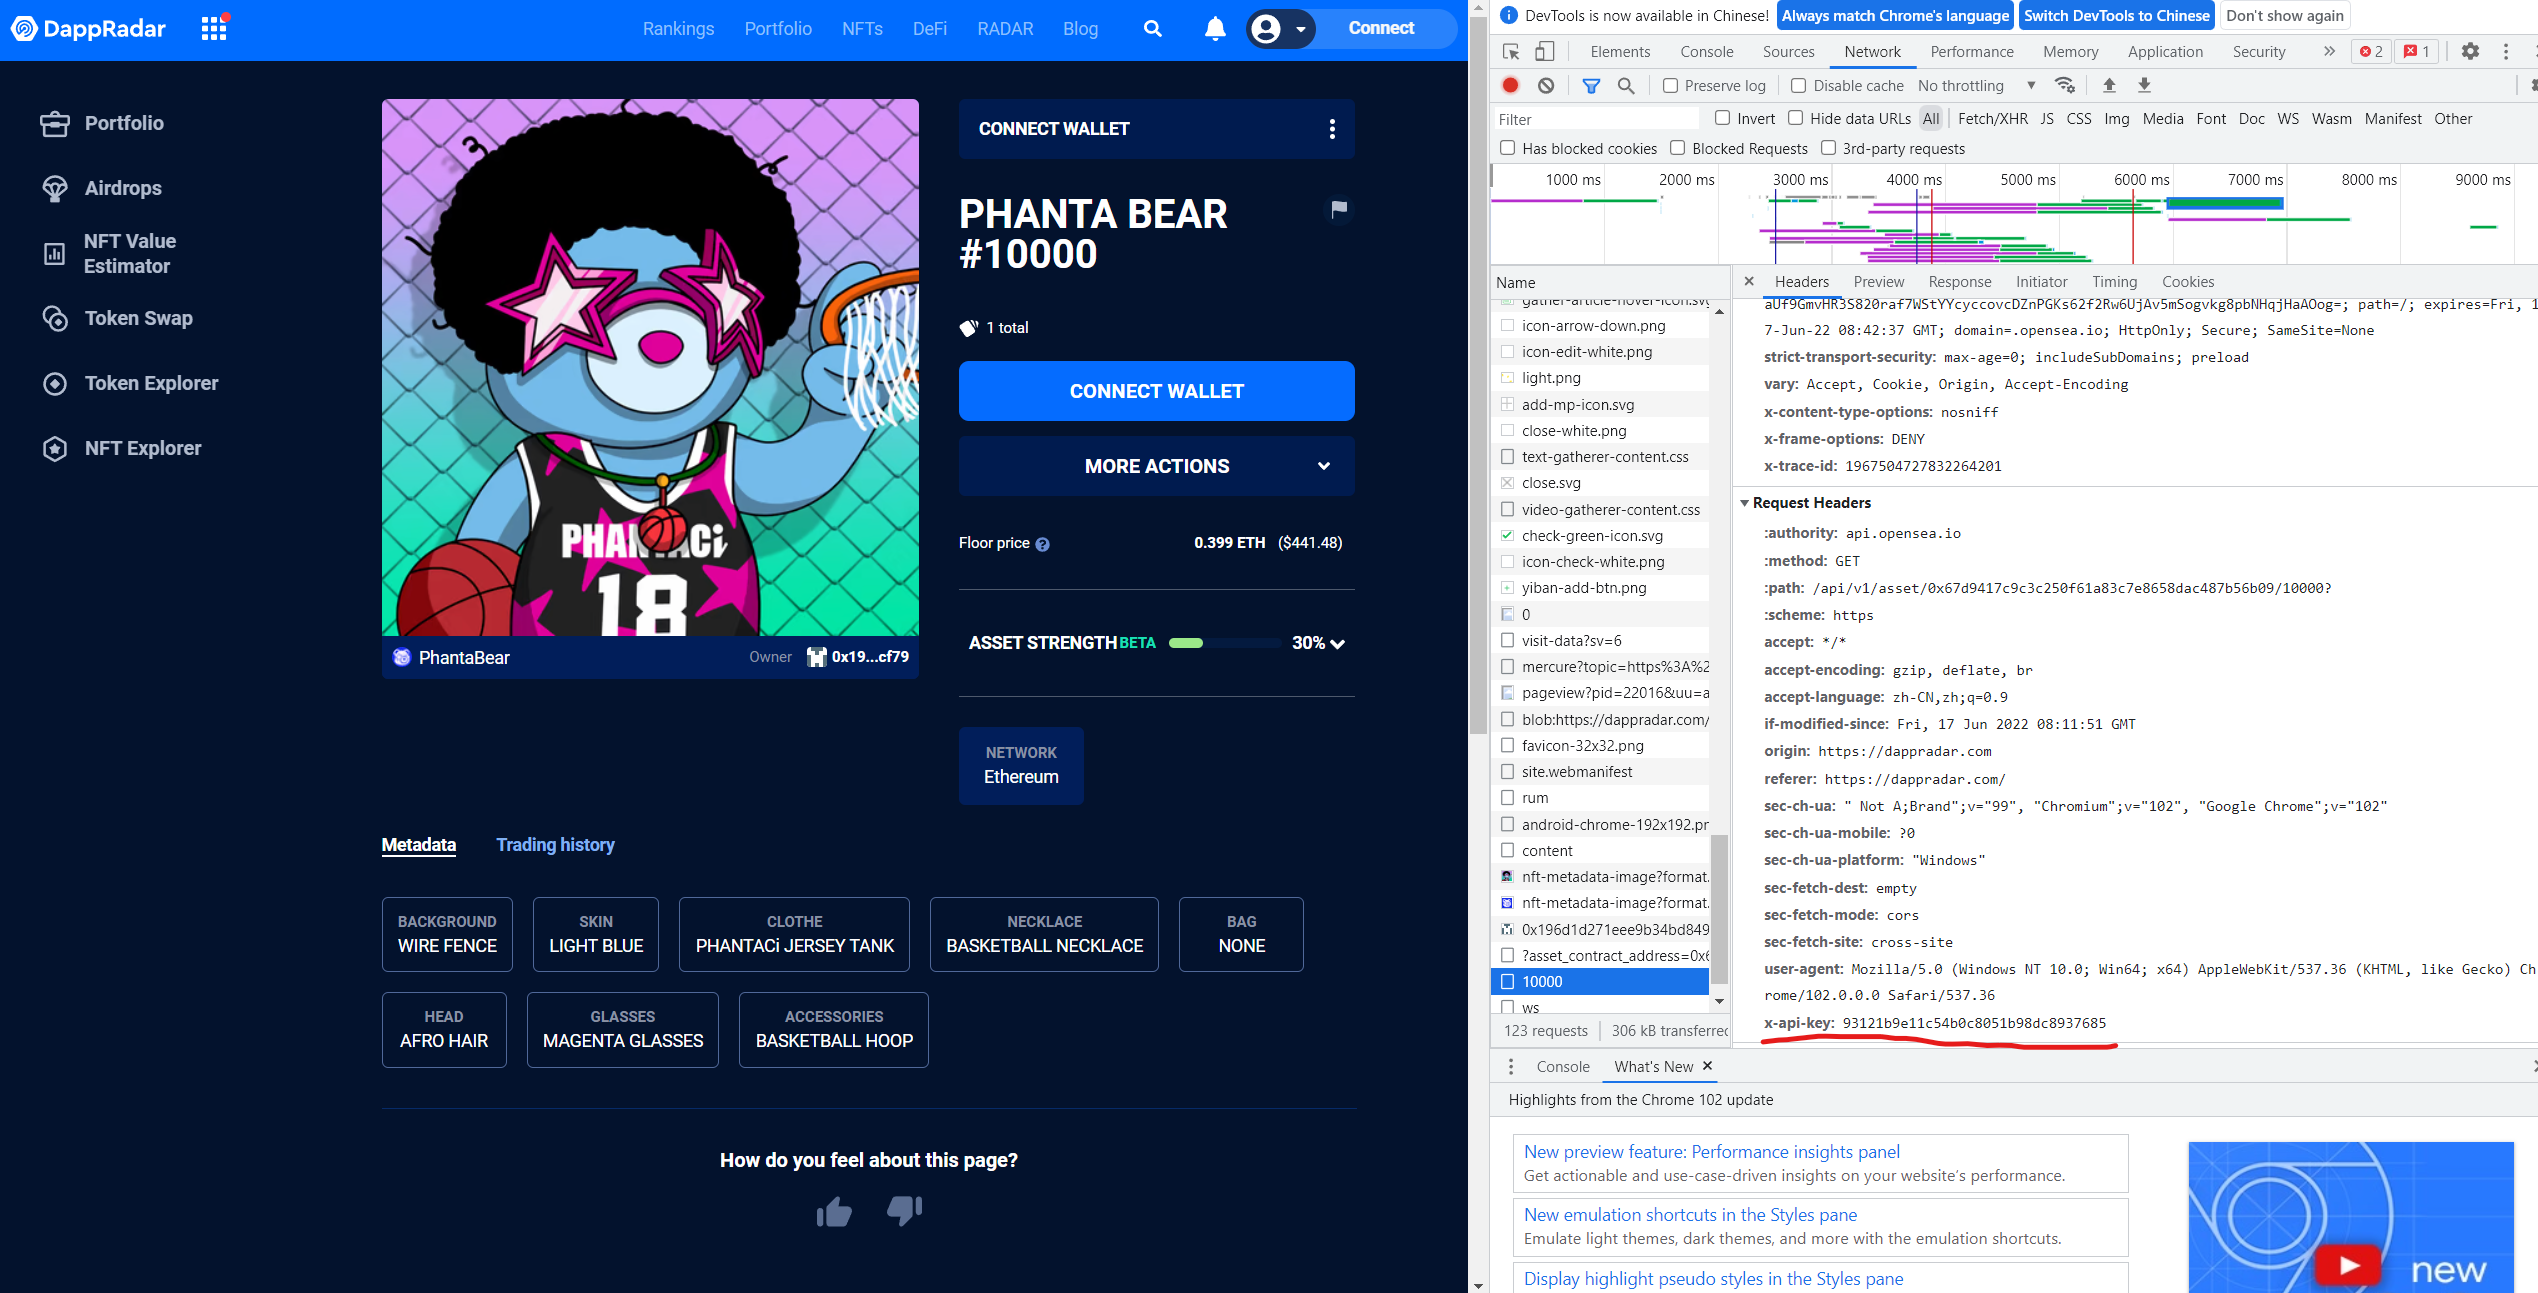 DappRadar
Rankings Portfolio NFTs DeFi RADAR Blog
Connect
Portfolio
Airdrops
NFT Value
Estimator
Token Swap
Token Explorer
NFT Explorer
PHANTACi
18
PhantaBear Owner 0x19...cf79
CONNECT WALLET
PHANTA BEAR
#10000
1 total
CONNECT WALLET
MORE ACTIONS
Floor price 0.399 ETH ($441.48)
ASSET STRENGTH BETA 30%
NETWORK
Ethereum
Metadata Trading history
BACKGROUND
WIRE FENCE
SKIN
LIGHT BLUE
CLOTHE
PHANTACi JERSEY TANK
NECKLACE
BASKETBALL NECKLACE
BAG
NONE
HEAD
AFRO HAIR
GLASSES
MAGENTA GLASSES
ACCESSORIES
BASKETBALL HOOP
How do you feel about this page?
DevTools is now available in Chinese! Always match Chrome's language Switch DevTools to Chinese Don't show again
Elements Console Sources Network Performance Memory Application Security 2 1
Preserve log Disable cache No throttling
Filter Invert Hide data URLs All Fetch/XHR JS CSS Img Media Font Doc WS Wasm Manifest Other
Has blocked cookies Blocked Requests 3rd-party requests
1000 ms 2000 ms 3000 ms 4000 ms 5000 ms 6000 ms 7000 ms 8000 ms 9000 ms
Name
gather-article-hover-icon.svg
icon-arrow-down.png
icon-edit-white.png
light.png
add-mp-icon.svg
close-white.png
text-gatherer-content.css
close.svg
video-gatherer-content.css
check-green-icon.svg
icon-check-white.png
yiban-add-btn.png
0
visit-data?sv=6
mercure?topic=https%3A%2
pageview?pid=22016&uu=a
blob:https://dappradar.com/
favicon-32x32.png
site.webmanifest
rum
android-chrome-192x192.pr
content
nft-metadata-image?format.
nft-metadata-image?format.
0x196d1d271eee9b34bd849
?asset_contract_address=0x6
10000
ws
123 requests 306 kB transferred
Headers Preview Response Initiator Timing Cookies
aUf9GmvHR3S820raf7WStYYcyccovcDZnPGKs62f2Rw6UjAv5mSogvkg8pbNHqjHaAOog=; path=/; expires=Fri, 1
7-Jun-22 08:42:37 GMT; domain=.opensea.io; HttpOnly; Secure; SameSite=None
strict-transport-security: max-age=0; includeSubDomains; preload
vary: Accept, Cookie, Origin, Accept-Encoding
x-content-type-options: nosniff
x-frame-options: DENY
x-trace-id: 1967504727832264201
Request Headers
:authority: api.opensea.io
:method: GET
:path: /api/v1/asset/0x67d9417c9c3c250f61a83c7e8658dac487b56b09/10000?
:scheme: https
accept: */*
accept-encoding: gzip, deflate, br
accept-language: zh-CN,zh;q=0.9
if-modified-since: Fri, 17 Jun 2022 08:11:51 GMT
origin: https://dappradar.com
referer: https://dappradar.com/
sec-ch-ua: " Not A;Brand";v="99", "Chromium";v="102", "Google Chrome";v="102"
sec-ch-ua-mobile: ?0
sec-ch-ua-platform: "Windows"
sec-fetch-dest: empty
sec-fetch-mode: cors
sec-fetch-site: cross-site
user-agent: Mozilla/5.0 (Windows NT 10.0; Win64; x64) AppleWebKit/537.36 (KHTML, like Gecko) Ch
rome/102.0.0.0 Safari/537.36
x-api-key: 93121b9e11c54b0c8051b98dc8937685
Console What's New
Highlights from the Chrome 102 update
New preview feature: Performance insights panel
Get actionable and use-case-driven insights on your website's performance.
New emulation shortcuts in the Styles pane
Emulate light themes, dark themes, and more with the emulation shortcuts.
Display highlight pseudo styles in the Styles pane
new